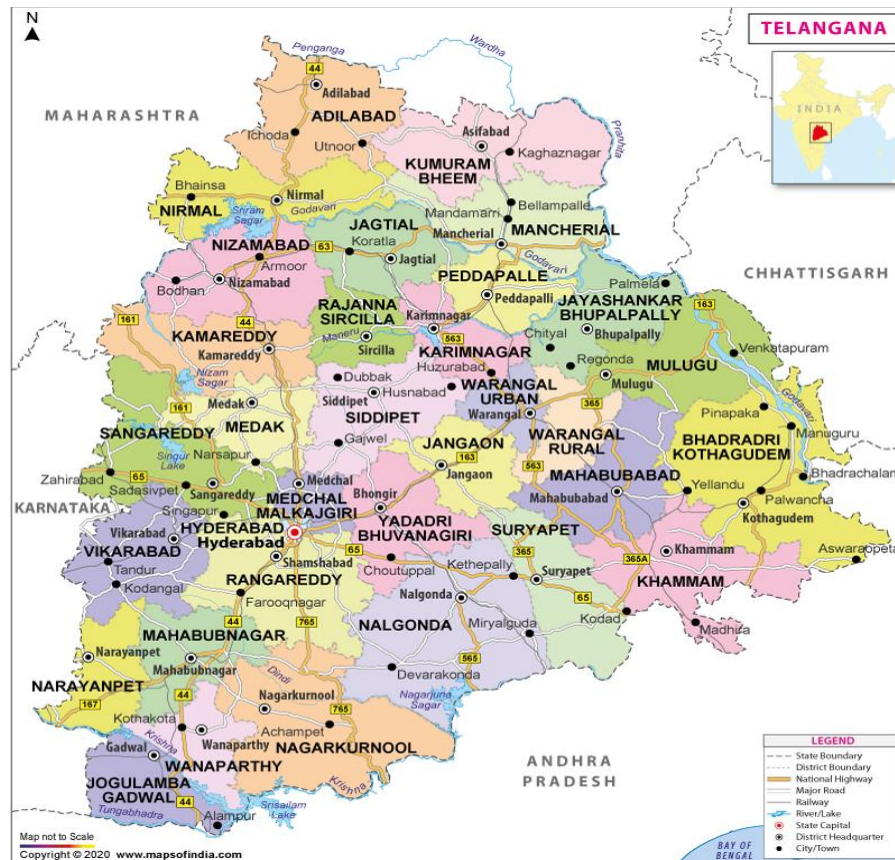 N
TELANGANA
INDIA
Penganga
Wardha
44
Adilabad
MAHARASHTRA
ADILABAD
Asifabad
Pranhita
Ichoda
Utnoor
Kaghaznagar
KUMURAM
BHEEM
Bhainsa
Nirmal
Bellampalle
NIRMAL
Sriram
Sagar
Godavari
Mandamarri
JAGTIAL
MANCHERIAL
NIZAMABAD
63
Koratla
Mancherial
Armoor
Jagtial
Godavari
PEDDAPALLE
CHHATTISGARH
Bodhan
Nizamabad
Palmela
Peddapalli
JAYASHANKAR
BHUPALPALLY
163
161
44
RAJANNA
SIRCILLA
Karimnagar
KAMAREDDY
Maneru
563
Chityal
Bhupalpally
Kamareddy
Sircilla
KARIMNAGAR
Venkatapuram
Nizam
Sagar
Huzurabad
Regonda
MULUGU
Dubbak
WARANGAL
URBAN
Mulugu
161
Medak
Siddipet
Husnabad
365
Godavari
SANGAREDDY
MEDAK
SIDDIPET
Warangal
Pinapaka
Singur
Lake
Narsapur
Gajwel
JANGAON
WARANGAL
RURAL
BHADRADRI
KOTHAGUDEM
Manuguru
Zahirabad
65
163
563
MAHABUBABAD
Bhadrachalam
Sadasivpet
Sangareddy
Medchal
Jangaon
Yellandu
KARNATAKA
Singapur
MEDCHAL
MALKAJGIRI
Bhongir
Mahabubabad
Palwancha
Vikarabad
HYDERABAD
Hyderabad
YADADRI
BHUVANAGIRI
SURYAPET
Kothagudem
VIKARABAD
Shamshabad
65
365
365A
Khammam
Aswaraopeta
Tandur
RANGAREDDY
Choutuppal
Kethepally
Suryapet
KHAMMAM
Kodangal
Farooqnagar
Nalgonda
65
44
765
Kodad
MAHABUBNAGAR
NALGONDA
Miryalguda
Madhira
Narayanpet
Mahabubnagar
565
NARAYANPET
Dindi
Devarakonda
167
44
Nagarkurnool
765
Nagarjuna
Sagar
Kothakota
Achampet
Krishna
Wanaparthy
NAGARKURNOOL
Gadwal
WANAPARTHY
ANDHRA
PRADESH
JOGULAMBA
GADWAL
Krishna
44
Srisailam
Lake
Tungabhadra
Alampur
LEGEND
State Boundary
District Boundary
National Highway
Major Road
Railway
River/Lake
State Capital
District Headquarter
City/Town
BAY OF
BENGAL
Map not to Scale
Copyright © 2020 www.mapsofindia.com